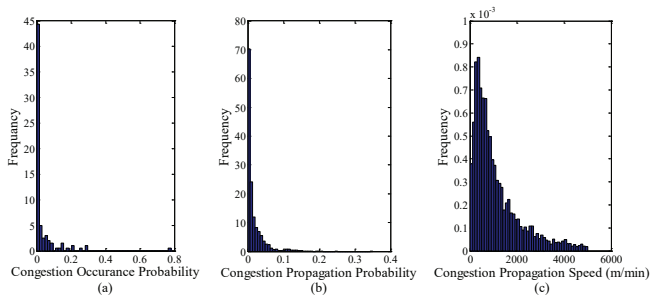 45
40
35
30
25
20
15
10
5
0
0 0.2 0.4 0.6 0.8
Frequancy
Congestion Occurance Probability
(a)
80
70
60
50
40
30
20
10
0
0 0.1 0.2 0.3 0.4
Frequency
Congestion Propagation Probability
(b)
x 10-3
1
0.9
0.8
0.7
0.6
0.5
0.4
0.3
0.2
0.1
0
0 2000 4000 6000
Frequency
Congestion Propagation Speed (m/min)
(c)